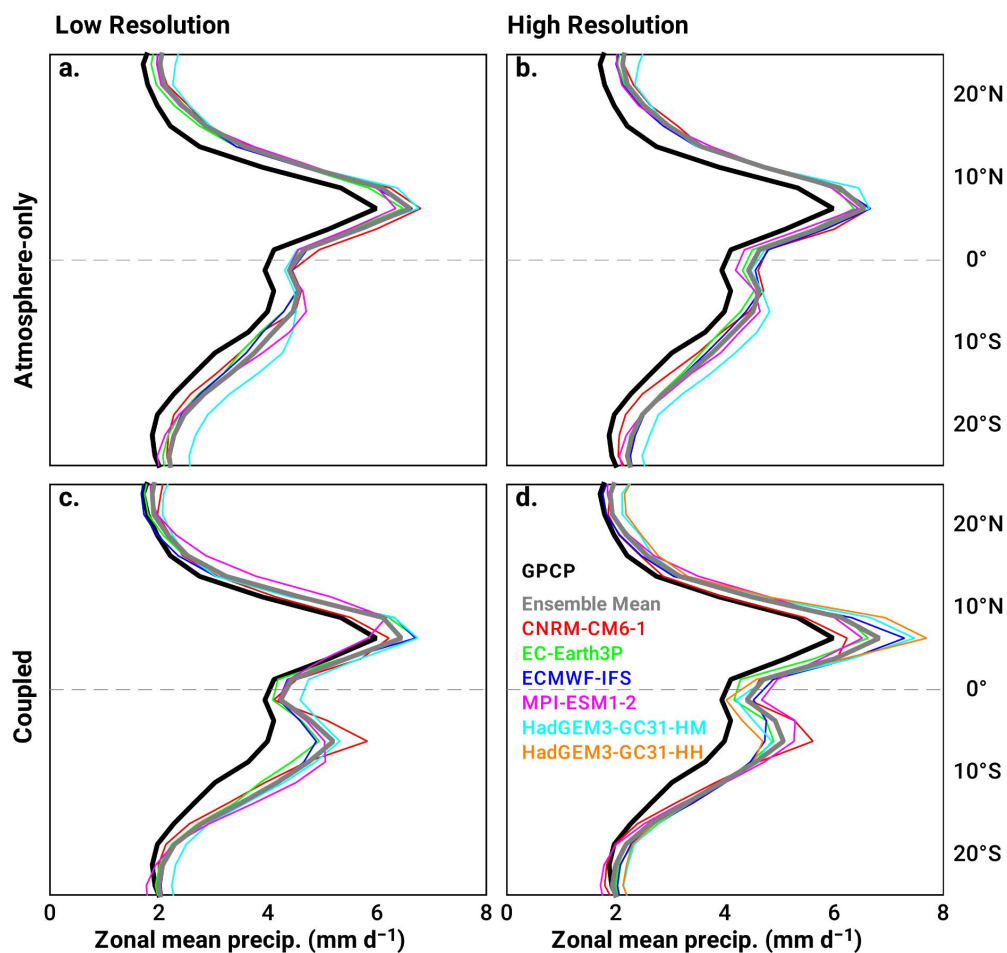 Low Resolution
High Resolution
a.
b.
20°N
10°N
0°
10°S
20°S
Atmosphere-only
c.
d.
20°N
10°N
0°
10°S
20°S
Coupled
GPCP
Ensemble Mean
CNRM-CM6-1
EC-Earth3P
ECMWF-IFS
MPI-ESM1-2
HadGEM3-GC31-HM
HadGEM3-GC31-HH
0 2 4 6 8
0 2 4 6 8
Zonal mean precip. (mm d⁻¹)
Zonal mean precip. (mm d⁻¹)